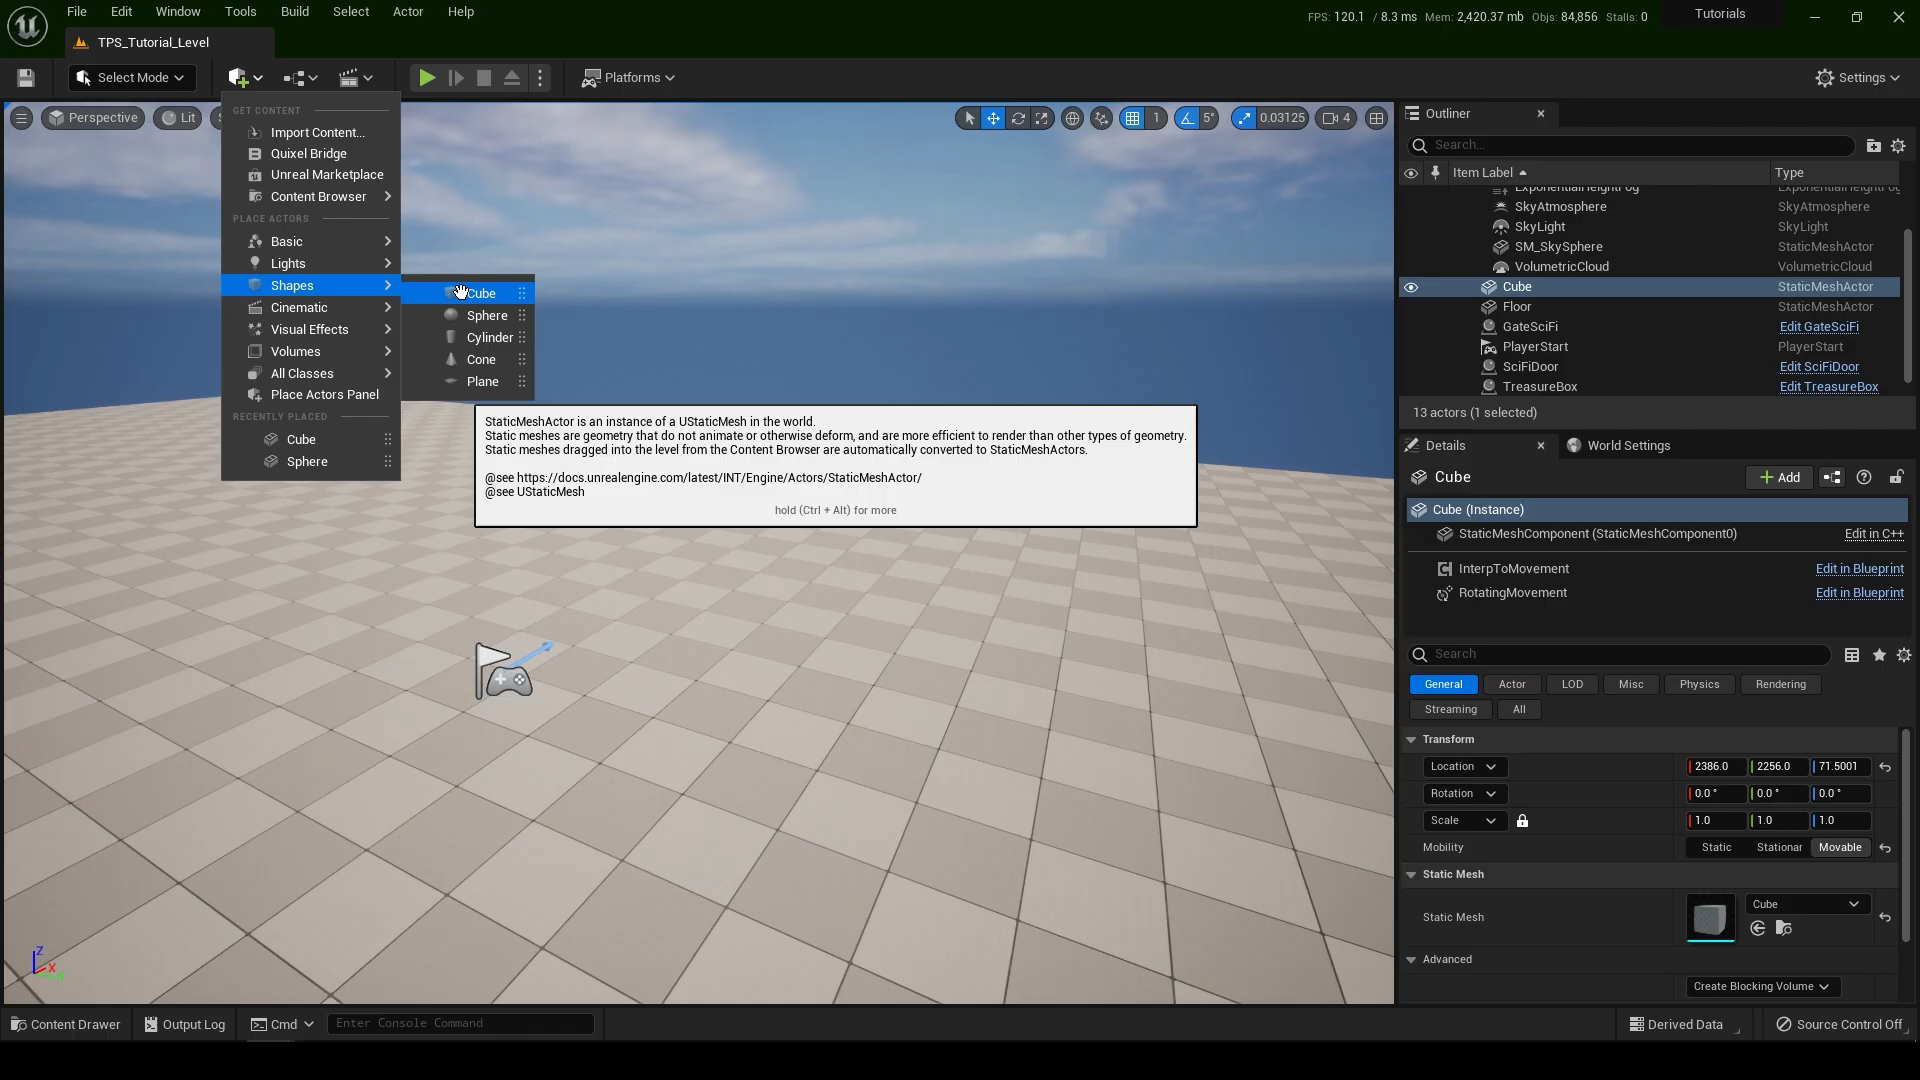 File Edit Window Tools Build Select Actor Help
FPS: 120.1 / 8.3 ms Mem: 2,420.37 mb Objs: 84,856 Stalls: 0
Tutorials
TPS_Tutorial_Level
Select Mode
Platforms
Settings
Perspective
Lit
1
5°
0.03125
4
GET CONTENT
Import Content...
Quixel Bridge
Unreal Marketplace
Content Browser
PLACE ACTORS
Basic
Lights
Shapes
Cinematic
Visual Effects
Volumes
All Classes
Place Actors Panel
RECENTLY PLACED
Cube
Sphere
Cube
Sphere
Cylinder
Cone
Plane
StaticMeshActor is an instance of a UStaticMesh in the world.
Static meshes are geometry that do not animate or otherwise deform, and are more efficient to render than other types of geometry.
Static meshes dragged into the level from the Content Browser are automatically converted to StaticMeshActors.
@see https://docs.unrealengine.com/latest/INT/Engine/Actors/StaticMeshActor/
@see UStaticMesh
hold (Ctrl + Alt) for more
Z
X
Outliner
Search...
Item Label Type
ExponentialHeightFog
SkyAtmosphere SkyAtmosphere
SkyLight SkyLight
SM_SkySphere StaticMeshActor
VolumetricCloud VolumetricCloud
Cube StaticMeshActor
Floor StaticMeshActor
GateSciFi Edit GateSciFi
PlayerStart PlayerStart
SciFiDoor Edit SciFiDoor
TreasureBox Edit TreasureBox
13 actors (1 selected)
Details
World Settings
Cube
Add
Cube (Instance)
StaticMeshComponent (StaticMeshComponent0) Edit in C++
InterpToMovement Edit in Blueprint
RotatingMovement Edit in Blueprint
Search
General Actor LOD Misc Physics Rendering
Streaming All
Transform
Location 2386.0 2256.0 71.5001
Rotation 0.0 ° 0.0 ° 0.0 °
Scale 1.0 1.0 1.0
Mobility Static Stationar Movable
Static Mesh
Static Mesh Cube
Advanced
Create Blocking Volume
Content Drawer
Output Log
Cmd
Enter Console Command
Derived Data
Source Control Off